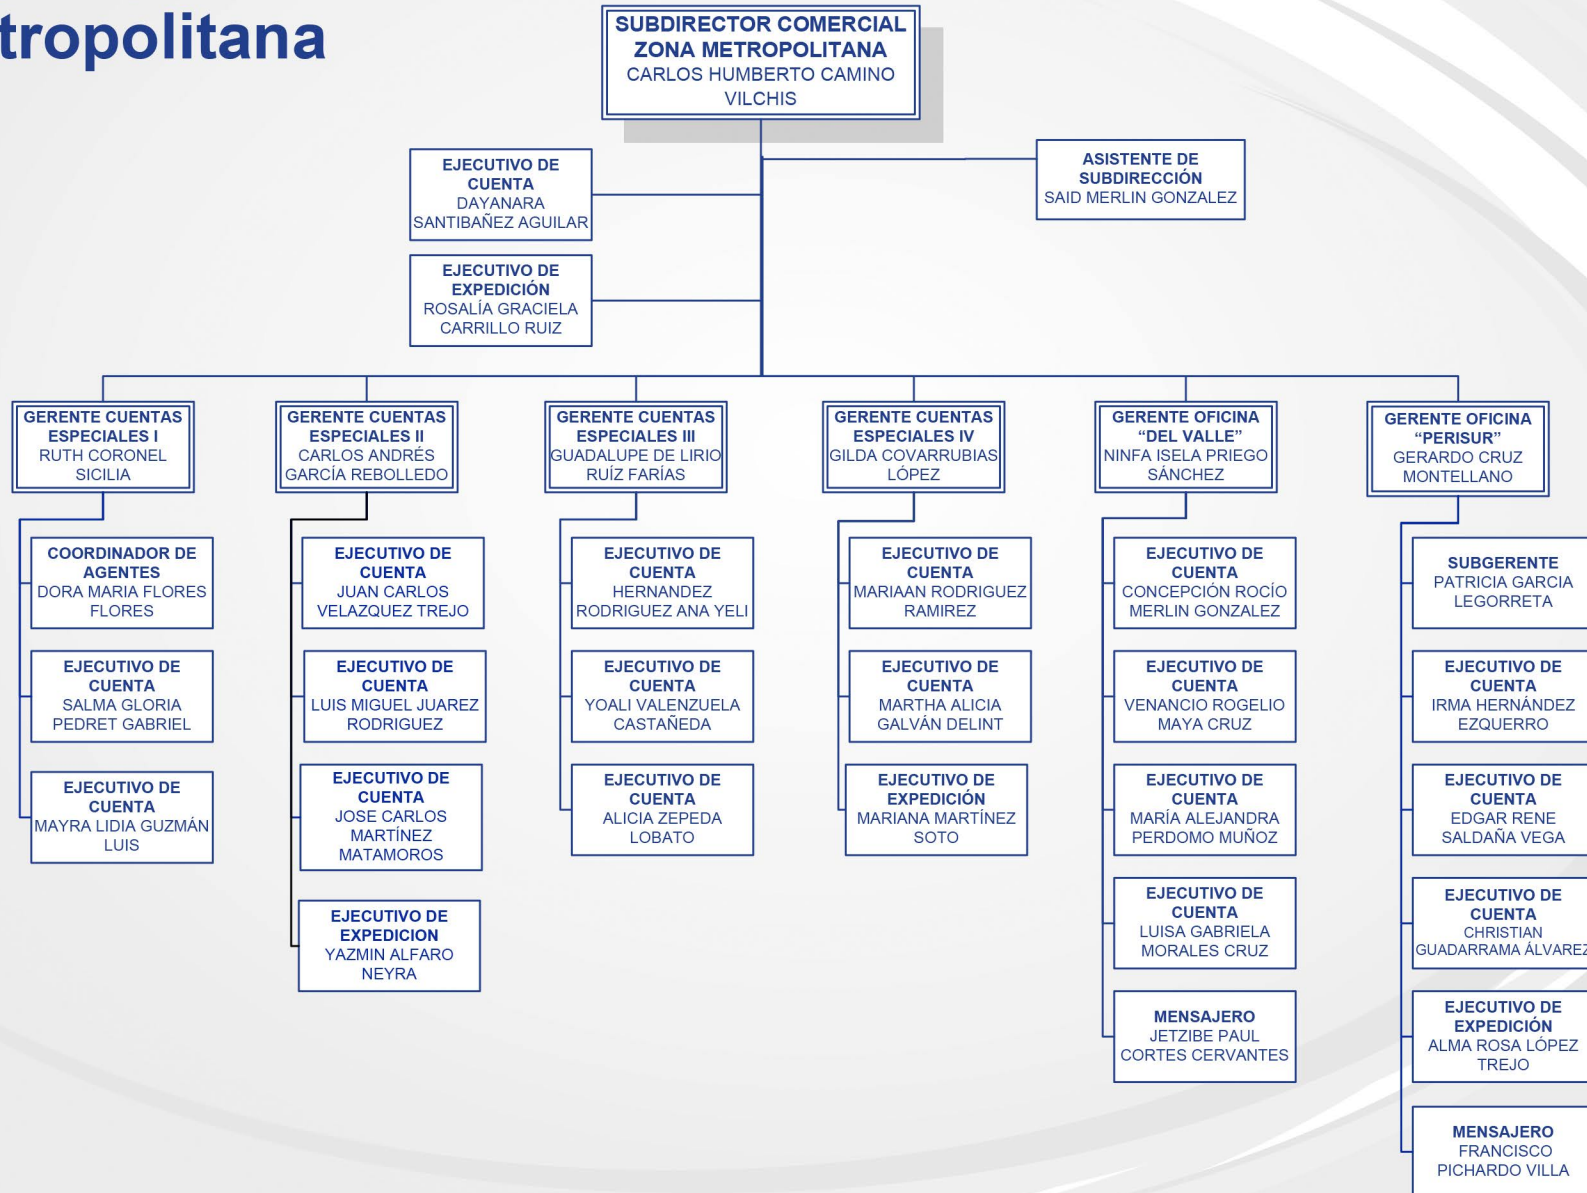 tropolitana
SUBDIRECTOR COMERCIAL
ZONA METROPOLITANA
CARLOS HUMBERTO CAMINO
VILCHIS
EJECUTIVO DE
CUENTA
DAYANARA
SANTIBAÑEZ AGUILAR
ASISTENTE DE
SUBDIRECCIÓN
SAID MERLIN GONZALEZ
EJECUTIVO DE
EXPEDICIÓN
ROSALÍA GRACIELA
CARRILLO RUIZ
GERENTE CUENTAS
ESPECIALES I
RUTH CORONEL
SICILIA
COORDINADOR DE
AGENTES
DORA MARIA FLORES
FLORES
EJECUTIVO DE
CUENTA
SALMA GLORIA
PEDRET GABRIEL
EJECUTIVO DE
CUENTA
MAYRA LIDIA GUZMÁN
LUIS
GERENTE CUENTAS
ESPECIALES II
CARLOS ANDRÉS
GARCÍA REBOLLEDO
EJECUTIVO DE
CUENTA
JUAN CARLOS
VELAZQUEZ TREJO
EJECUTIVO DE
CUENTA
LUIS MIGUEL JUAREZ
RODRIGUEZ
EJECUTIVO DE
CUENTA
JOSE CARLOS
MARTÍNEZ
MATAMOROS
EJECUTIVO DE
EXPEDICION
YAZMIN ALFARO
NEYRA
GERENTE CUENTAS
ESPECIALES III
GUADALUPE DE LIRIO
RUÍZ FARÍAS
EJECUTIVO DE
CUENTA
HERNANDEZ
RODRIGUEZ ANA YELI
EJECUTIVO DE
CUENTA
YOALI VALENZUELA
CASTAÑEDA
EJECUTIVO DE
CUENTA
ALICIA ZEPEDA
LOBATO
GERENTE CUENTAS
ESPECIALES IV
GILDA COVARRUBIAS
LÓPEZ
EJECUTIVO DE
CUENTA
MARIAAN RODRIGUEZ
RAMIREZ
EJECUTIVO DE
CUENTA
MARTHA ALICIA
GALVÁN DELINT
EJECUTIVO DE
EXPEDICIÓN
MARIANA MARTÍNEZ
SOTO
GERENTE OFICINA
“DEL VALLE”
NINFA ISELA PRIEGO
SÁNCHEZ
EJECUTIVO DE
CUENTA
CONCEPCIÓN ROCÍO
MERLIN GONZALEZ
EJECUTIVO DE
CUENTA
VENANCIO ROGELIO
MAYA CRUZ
EJECUTIVO DE
CUENTA
MARÍA ALEJANDRA
PERDOMO MUÑOZ
EJECUTIVO DE
CUENTA
LUISA GABRIELA
MORALES CRUZ
MENSAJERO
JETZIBE PAUL
CORTES CERVANTES
GERENTE OFICINA
“PERISUR”
GERARDO CRUZ
MONTELLANO
SUBGERENTE
PATRICIA GARCIA
LEGORRETA
EJECUTIVO DE
CUENTA
IRMA HERNÁNDEZ
EZQUERRO
EJECUTIVO DE
CUENTA
EDGAR RENE
SALDAÑA VEGA
EJECUTIVO DE
CUENTA
CHRISTIAN
GUADARRAMA ÁLVAREZ
EJECUTIVO DE
EXPEDICIÓN
ALMA ROSA LÓPEZ
TREJO
MENSAJERO
FRANCISCO
PICHARDO VILLA